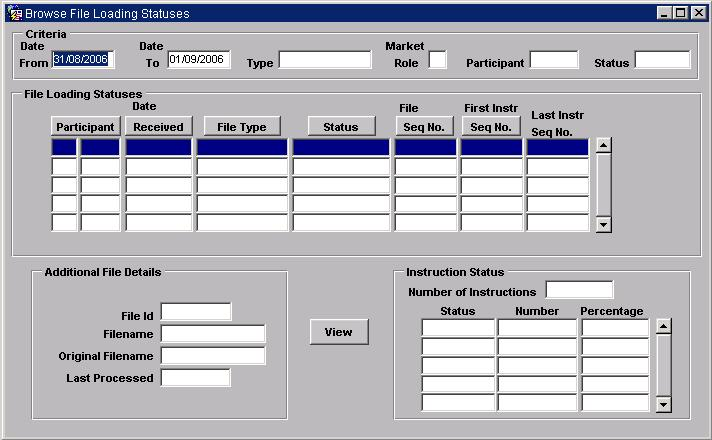 Browse File Loading Statuses
Criteria
Date Date Market
From 31/08/2006 To 01/09/2006 Type Role Participant Status
File Loading Statuses
Date File First Instr Last Instr
Participant Received File Type Status Seq No. Seq No. Seq No.
Additional File Details
File Id
Filename
Original Filename
Last Processed
View
Instruction Status
Number of Instructions
Status Number Percentage